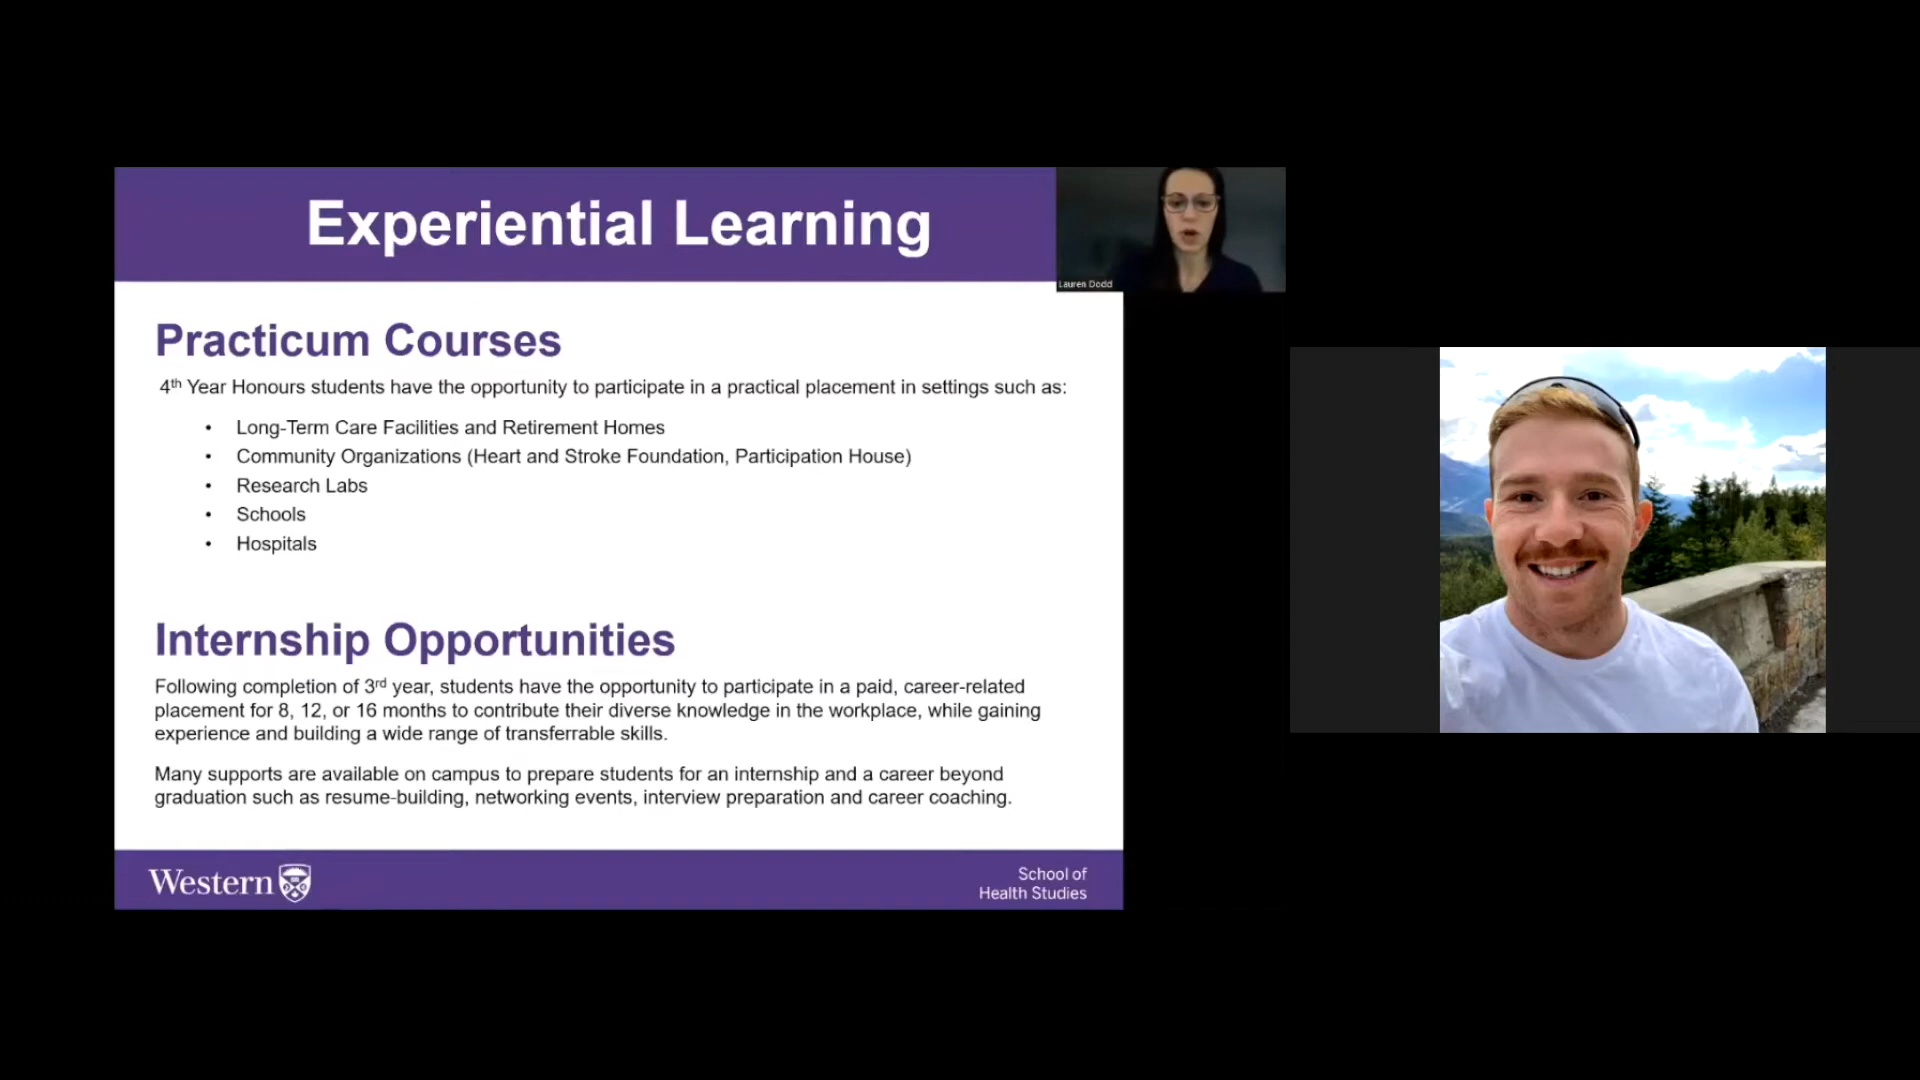 Experiential Learning
Lauren Dodd
Practicum Courses
4th Year Honours students have the opportunity to participate in a practical placement in settings such as:
• Long-Term Care Facilities and Retirement Homes
• Community Organizations (Heart and Stroke Foundation, Participation House)
• Research Labs
• Schools
• Hospitals
Internship Opportunities
Following completion of 3rd year, students have the opportunity to participate in a paid, career-related
placement for 8, 12, or 16 months to contribute their diverse knowledge in the workplace, while gaining
experience and building a wide range of transferrable skills.
Many supports are available on campus to prepare students for an internship and a career beyond
graduation such as resume-building, networking events, interview preparation and career coaching.
Western
School of
Health Studies